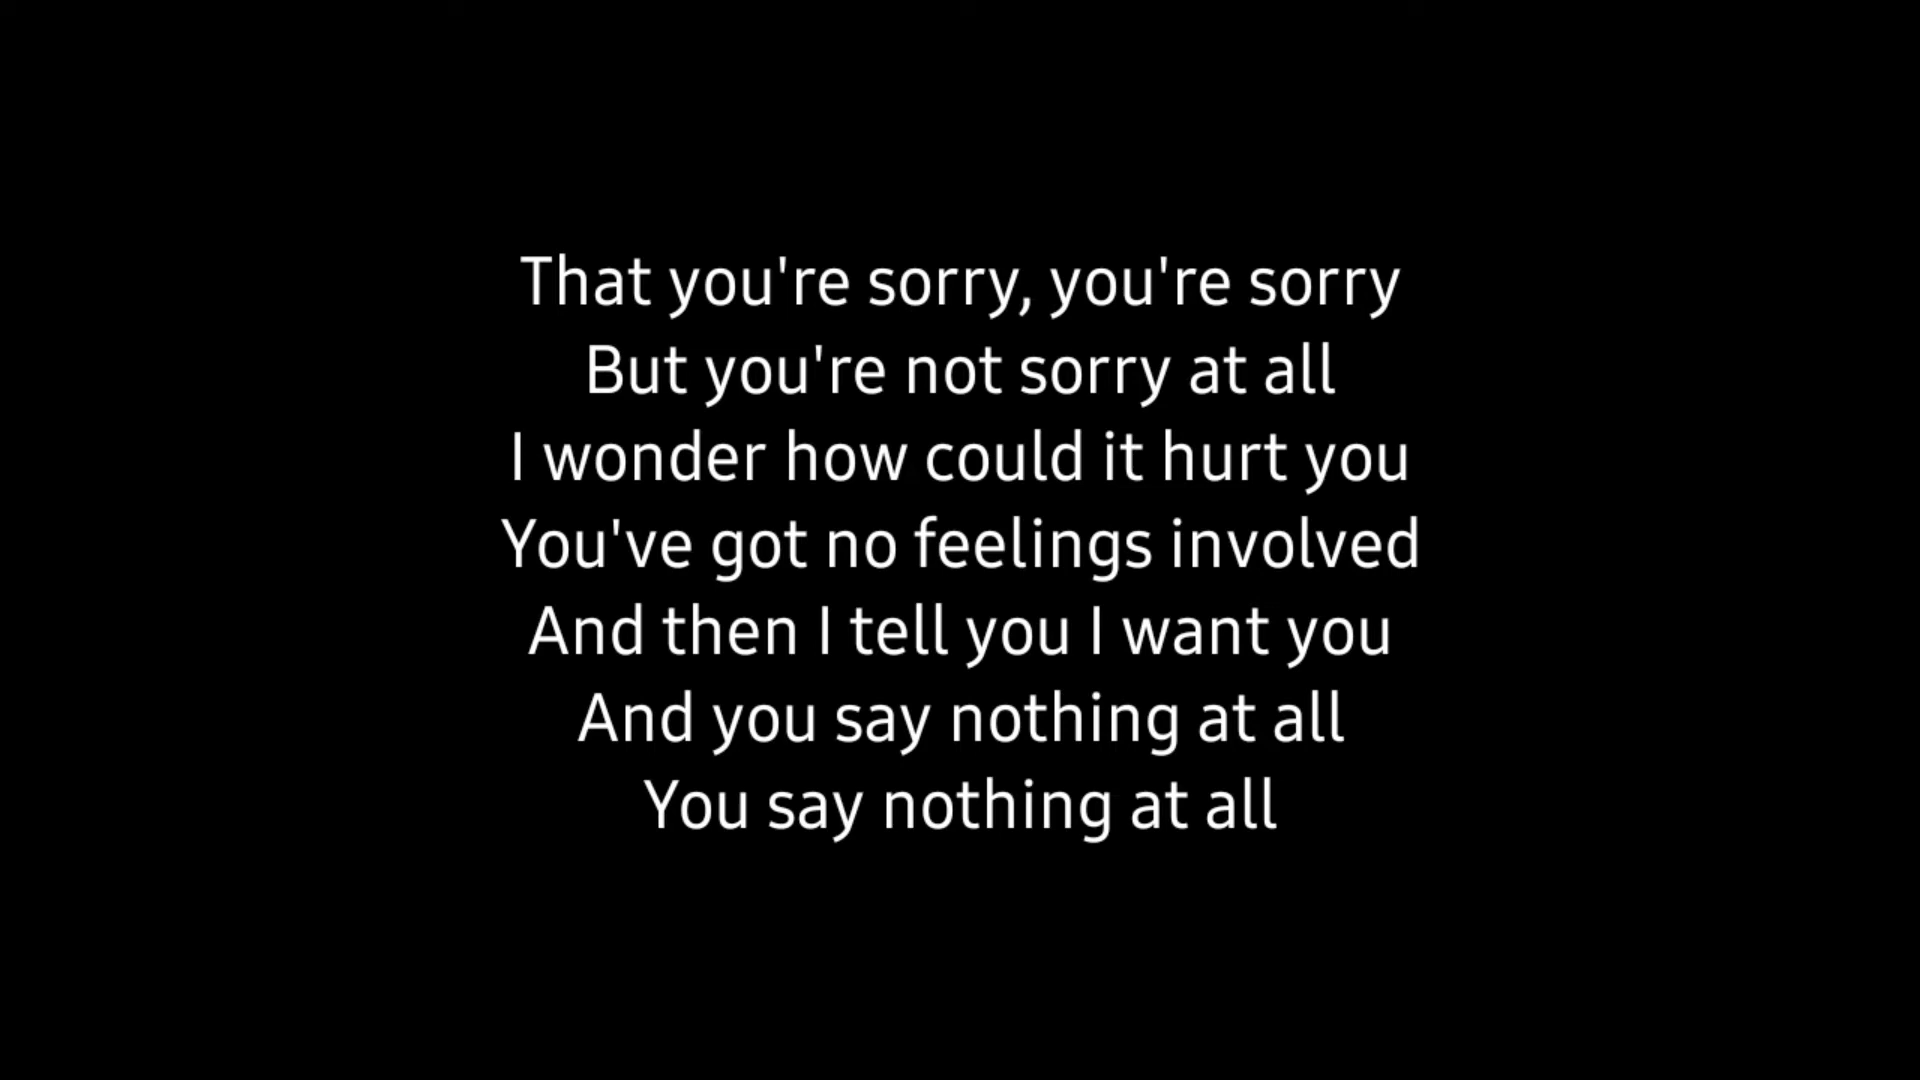 That you're sorry, you're sorry
But you're not sorry at all
I wonder how could it hurt you
You've got no feelings involved
And then I tell you I want you
And you say nothing at all
You say nothing at all